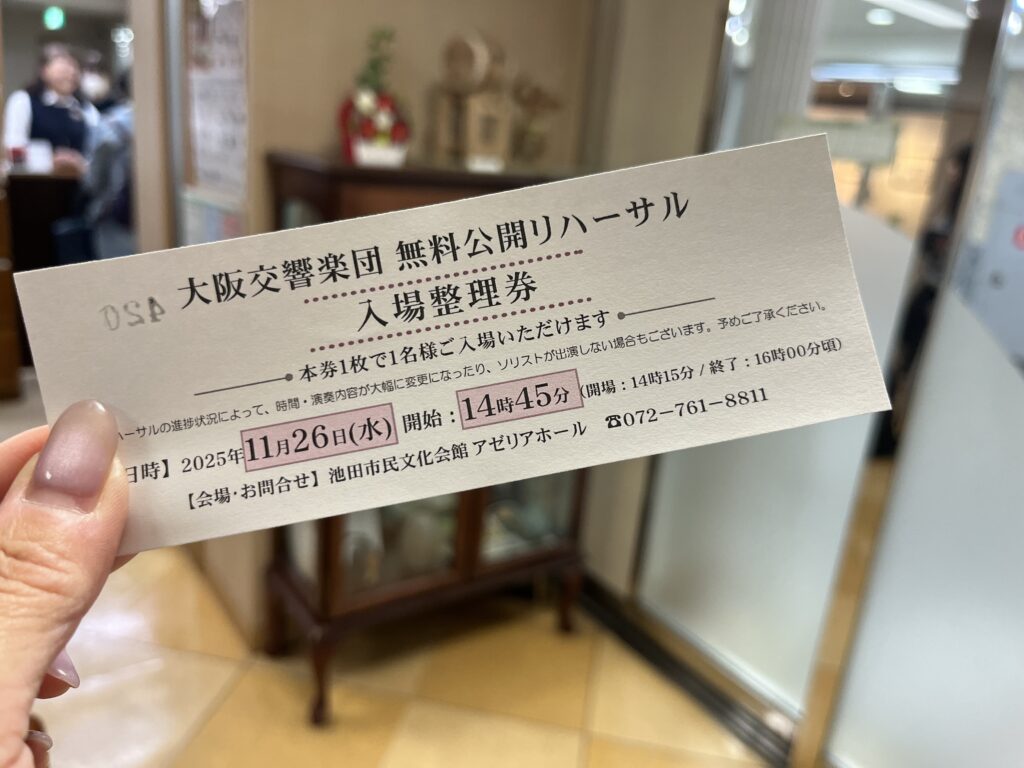 大阪交響楽団 無料公開リハーサル
入場整理券
420
本券1枚で1名様ご入場いただけます
ハーサルの進捗状況によって、時間・演奏内容が大幅に変更になったり、ソリストが出演しない場合もございます。予めご了承ください。
日時】2025年11月26日(水) 開始：14時45分 (開場：14時15分 / 終了：16時00分頃)
【会場・お問合せ】池田市民文化会館 アゼリアホール ☎072－761－8811